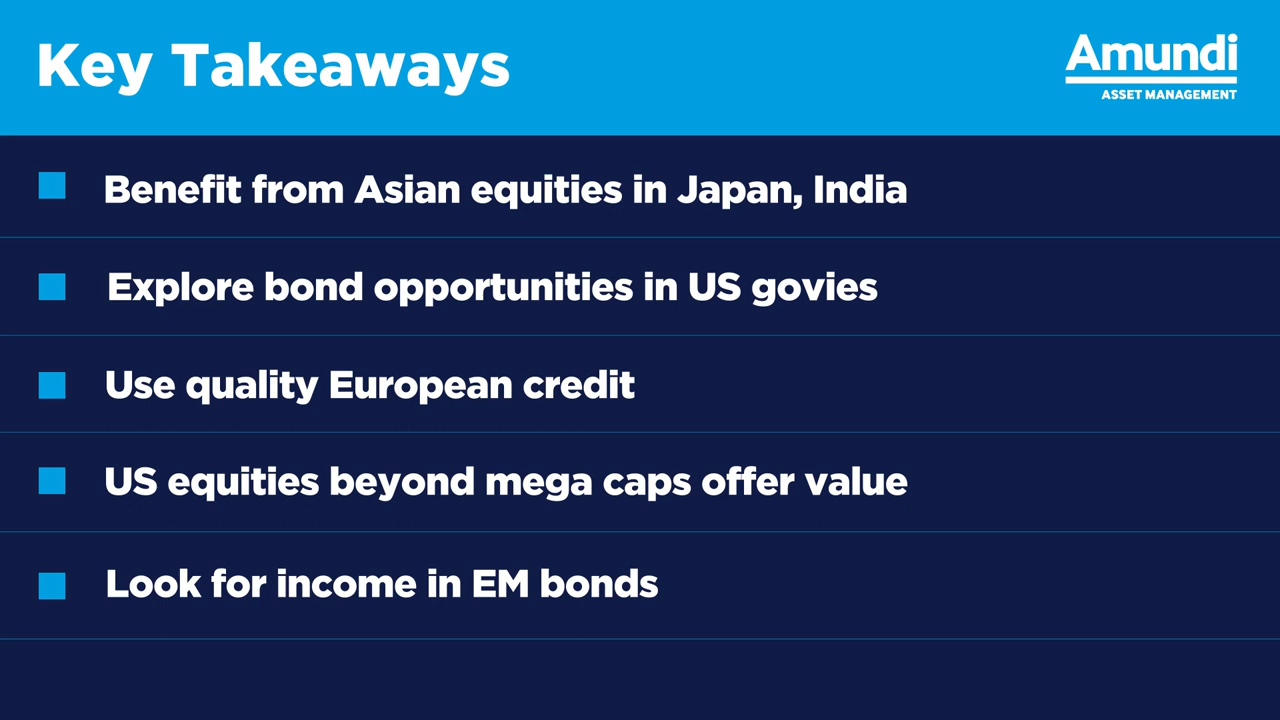 Key Takeaways
Amundi
ASSET MANAGEMENT
Benefit from Asian equities in Japan, India
Explore bond opportunities in US govies
Use quality European credit
US equities beyond mega caps offer value
Look for income in EM bonds